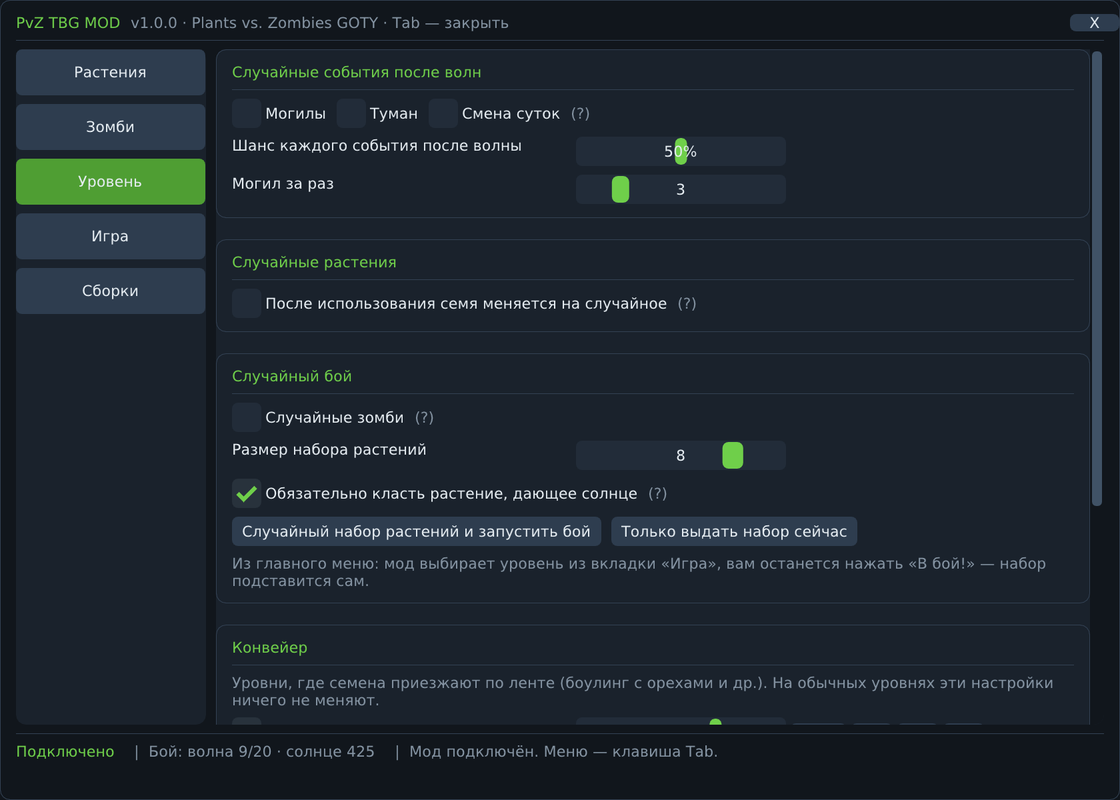 PvZ TBG MOD v1.0.0 · Plants vs. Zombies GOTY · Tab — закрыть
X
Растения
Зомби
Уровень
Игра
Сборки
Случайные события после волн
Могилы Туман Смена суток (?)
Шанс каждого события после волны 50%
Могил за раз 3
Случайные растения
После использования семя меняется на случайное (?)
Случайный бой
Случайные зомби (?)
Размер набора растений 8
Обязательно класть растение, дающее солнце (?)
Случайный набор растений и запустить бой Только выдать набор сейчас
Из главного меню: мод выбирает уровень из вкладки «Игра», вам останется нажать «В бой!» — набор
подставится сам.
Конвейер
Уровни, где семена приезжают по ленте (боулинг с орехами и др.). На обычных уровнях эти настройки
ничего не меняют.
Подключено | Бой: волна 9/20 · солнце 425 | Мод подключён. Меню — клавиша Tab.